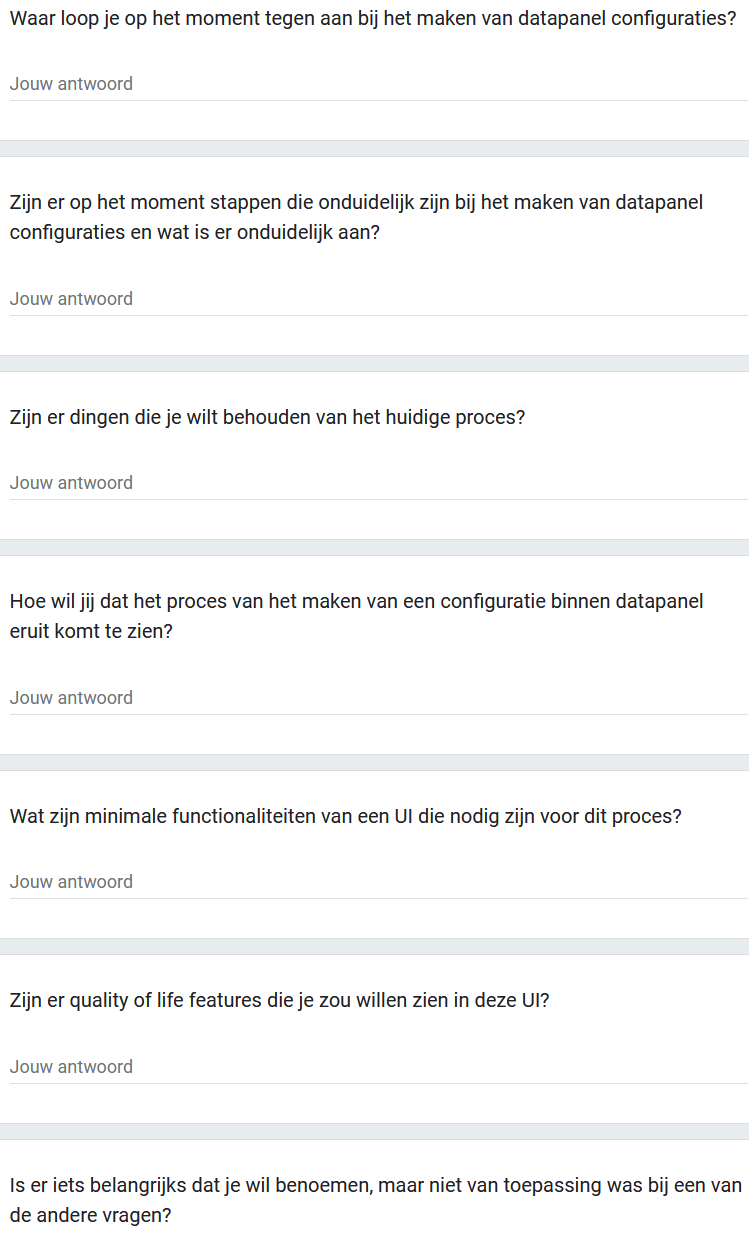 Waar loop je op het moment tegen aan bij het maken van datapanel configuraties?
Jouw antwoord
Zijn er op het moment stappen die onduidelijk zijn bij het maken van datapanel
configuraties en wat is er onduidelijk aan?
Jouw antwoord
Zijn er dingen die je wilt behouden van het huidige proces?
Jouw antwoord
Hoe wil jij dat het proces van het maken van een configuratie binnen datapanel
eruit komt te zien?
Jouw antwoord
Wat zijn minimale functionaliteiten van een UI die nodig zijn voor dit proces?
Jouw antwoord
Zijn er quality of life features die je zou willen zien in deze UI?
Jouw antwoord
Is er iets belangrijks dat je wil benoemen, maar niet van toepassing was bij een van
de andere vragen?